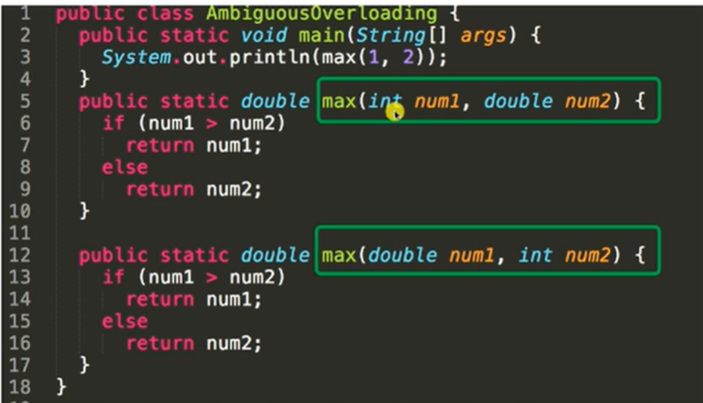 1 public class AmbiguousOverloading {
2 public static void main(String[] args) {
3 System.out.println(max(1, 2));
4 }
5 public static double max(int num1, double num2) {
6 if (num1 > num2)
7 return num1;
8 else
9 return num2;
10 }
11
12 public static double max(double num1, int num2) {
13 if (num1 > num2)
14 return num1;
15 else
16 return num2;
17 }
18 }